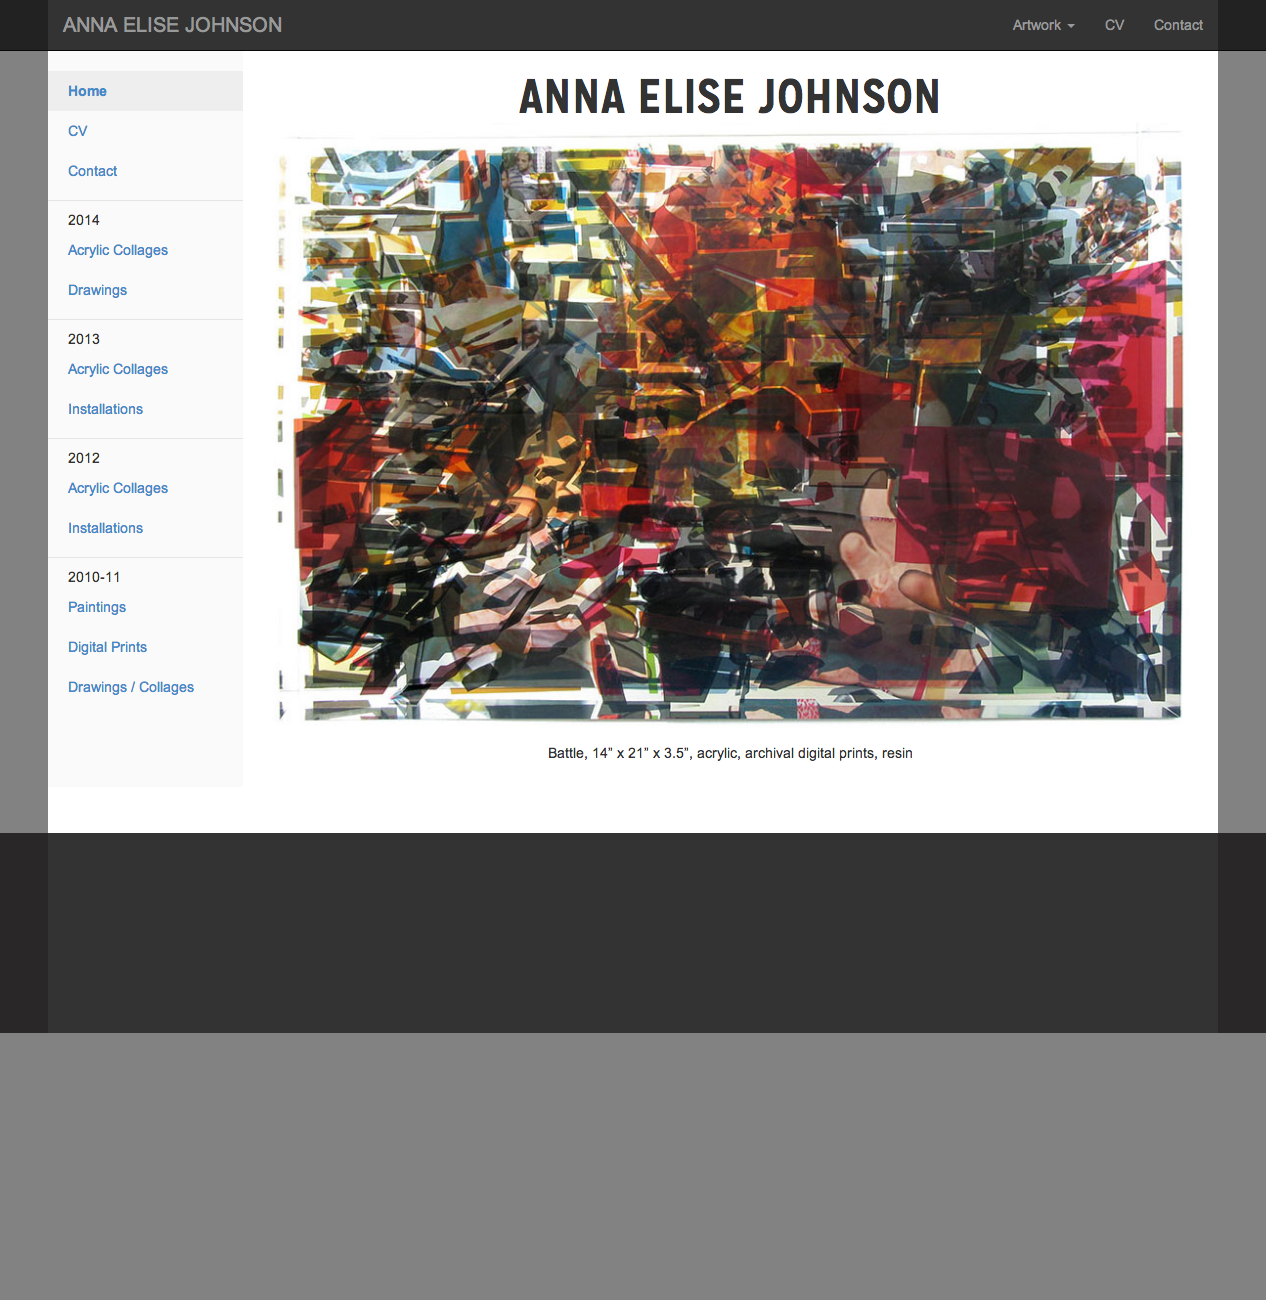 ANNA ELISE JOHNSON
Artwork
CV
Contact
Home
CV
Contact
2014
Acrylic Collages
Drawings
2013
Acrylic Collages
Installations
2012
Acrylic Collages
Installations
2010-11
Paintings
Digital Prints
Drawings / Collages
ANNA ELISE JOHNSON
Battle, 14” x 21” x 3.5”, acrylic, archival digital prints, resin